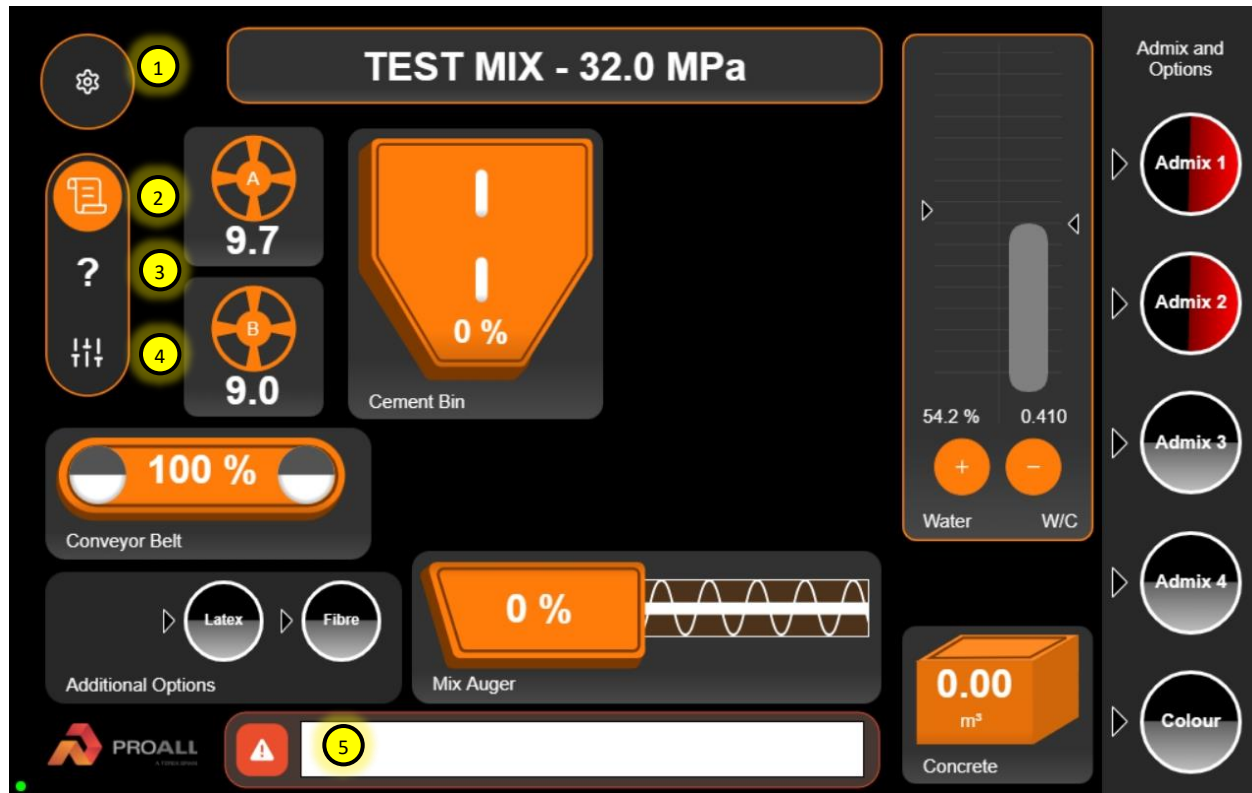 1
TEST MIX - 32.0 MPa
Admix and
Options
2
A
9.7
3
?
4
B
9.0
0 %
Cement Bin
54.2 %
0.410
+
−
Water
W/C
100 %
Conveyor Belt
Latex
Fibre
Additional Options
0 %
Mix Auger
0.00
m³
Concrete
Admix 1
Admix 2
Admix 3
Admix 4
Colour
PROALL
5